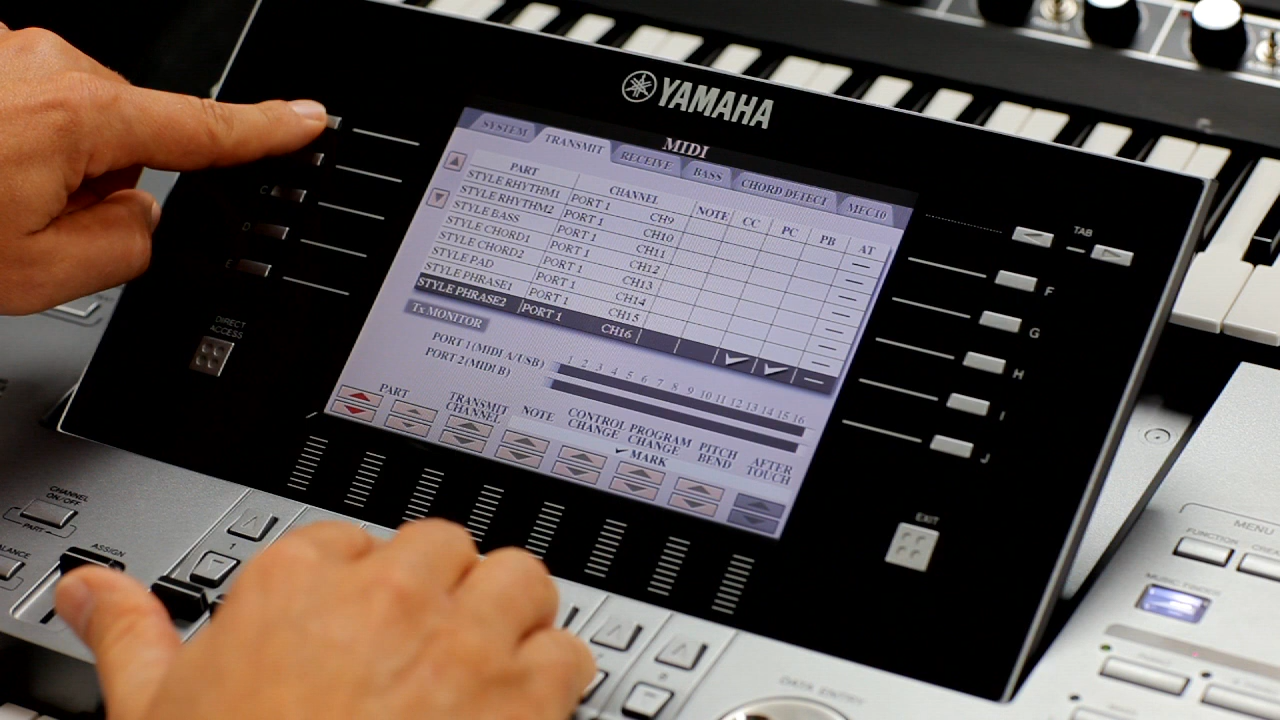 YAMAHA
MIDI
SYSTEM
TRANSMIT
RECEIVE
BASS
CHORD DETECT
MFC10
PART CHANNEL NOTE CC PC PB AT
STYLE RHYTHM1 PORT 1 CH9
STYLE RHYTHM2 PORT 1 CH10
STYLE BASS PORT 1 CH11
STYLE CHORD1 PORT 1 CH12
STYLE CHORD2 PORT 1 CH13
STYLE PAD PORT 1 CH14
STYLE PHRASE1 PORT 1 CH15
STYLE PHRASE2 PORT 1 CH16
Tx MONITOR
1 2 3 4 5 6 7 8 9 10 11 12 13 14 15 16
PORT 1 (MIDI A/USB)
PORT 2 (MIDI B)
PART
TRANSMIT
CHANNEL
NOTE
CONTROL
CHANGE
PROGRAM
CHANGE
PITCH
BEND
AFTER
TOUCH
MARK
C
D
DIRECT
ACCESS
TAB
F
G
H
I
J
EXIT
CHANNEL
ON/OFF
PART
BALANCE
ASSIGN
DATA ENTRY
MENU
FUNCTION
MUSIC FINDER